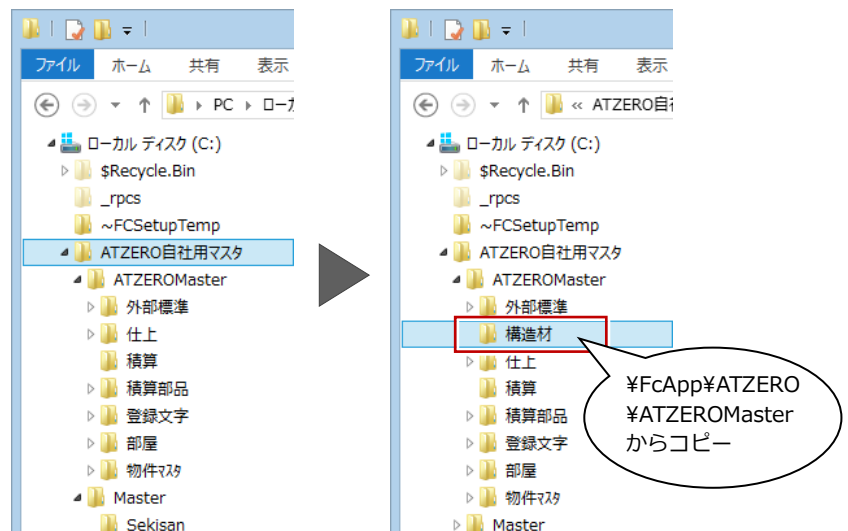 ファイル ホーム 共有 表示
PC ローカ
ローカル ディスク (C:)
$Recycle.Bin
_rpcs
~FCSetupTemp
ATZERO自社用マスタ
ATZEROMaster
外部標準
仕上
積算
積算部品
登録文字
部屋
物件マスタ
Master
Sekisan
ファイル ホーム 共有 表示
« ATZERO自社
ローカル ディスク (C:)
$Recycle.Bin
_rpcs
~FCSetupTemp
ATZERO自社用マスタ
ATZEROMaster
外部標準
構造材
仕上
積算
積算部品
登録文字
部屋
物件マスタ
Master
¥FcApp¥ATZERO
¥ATZEROMaster
からコピー